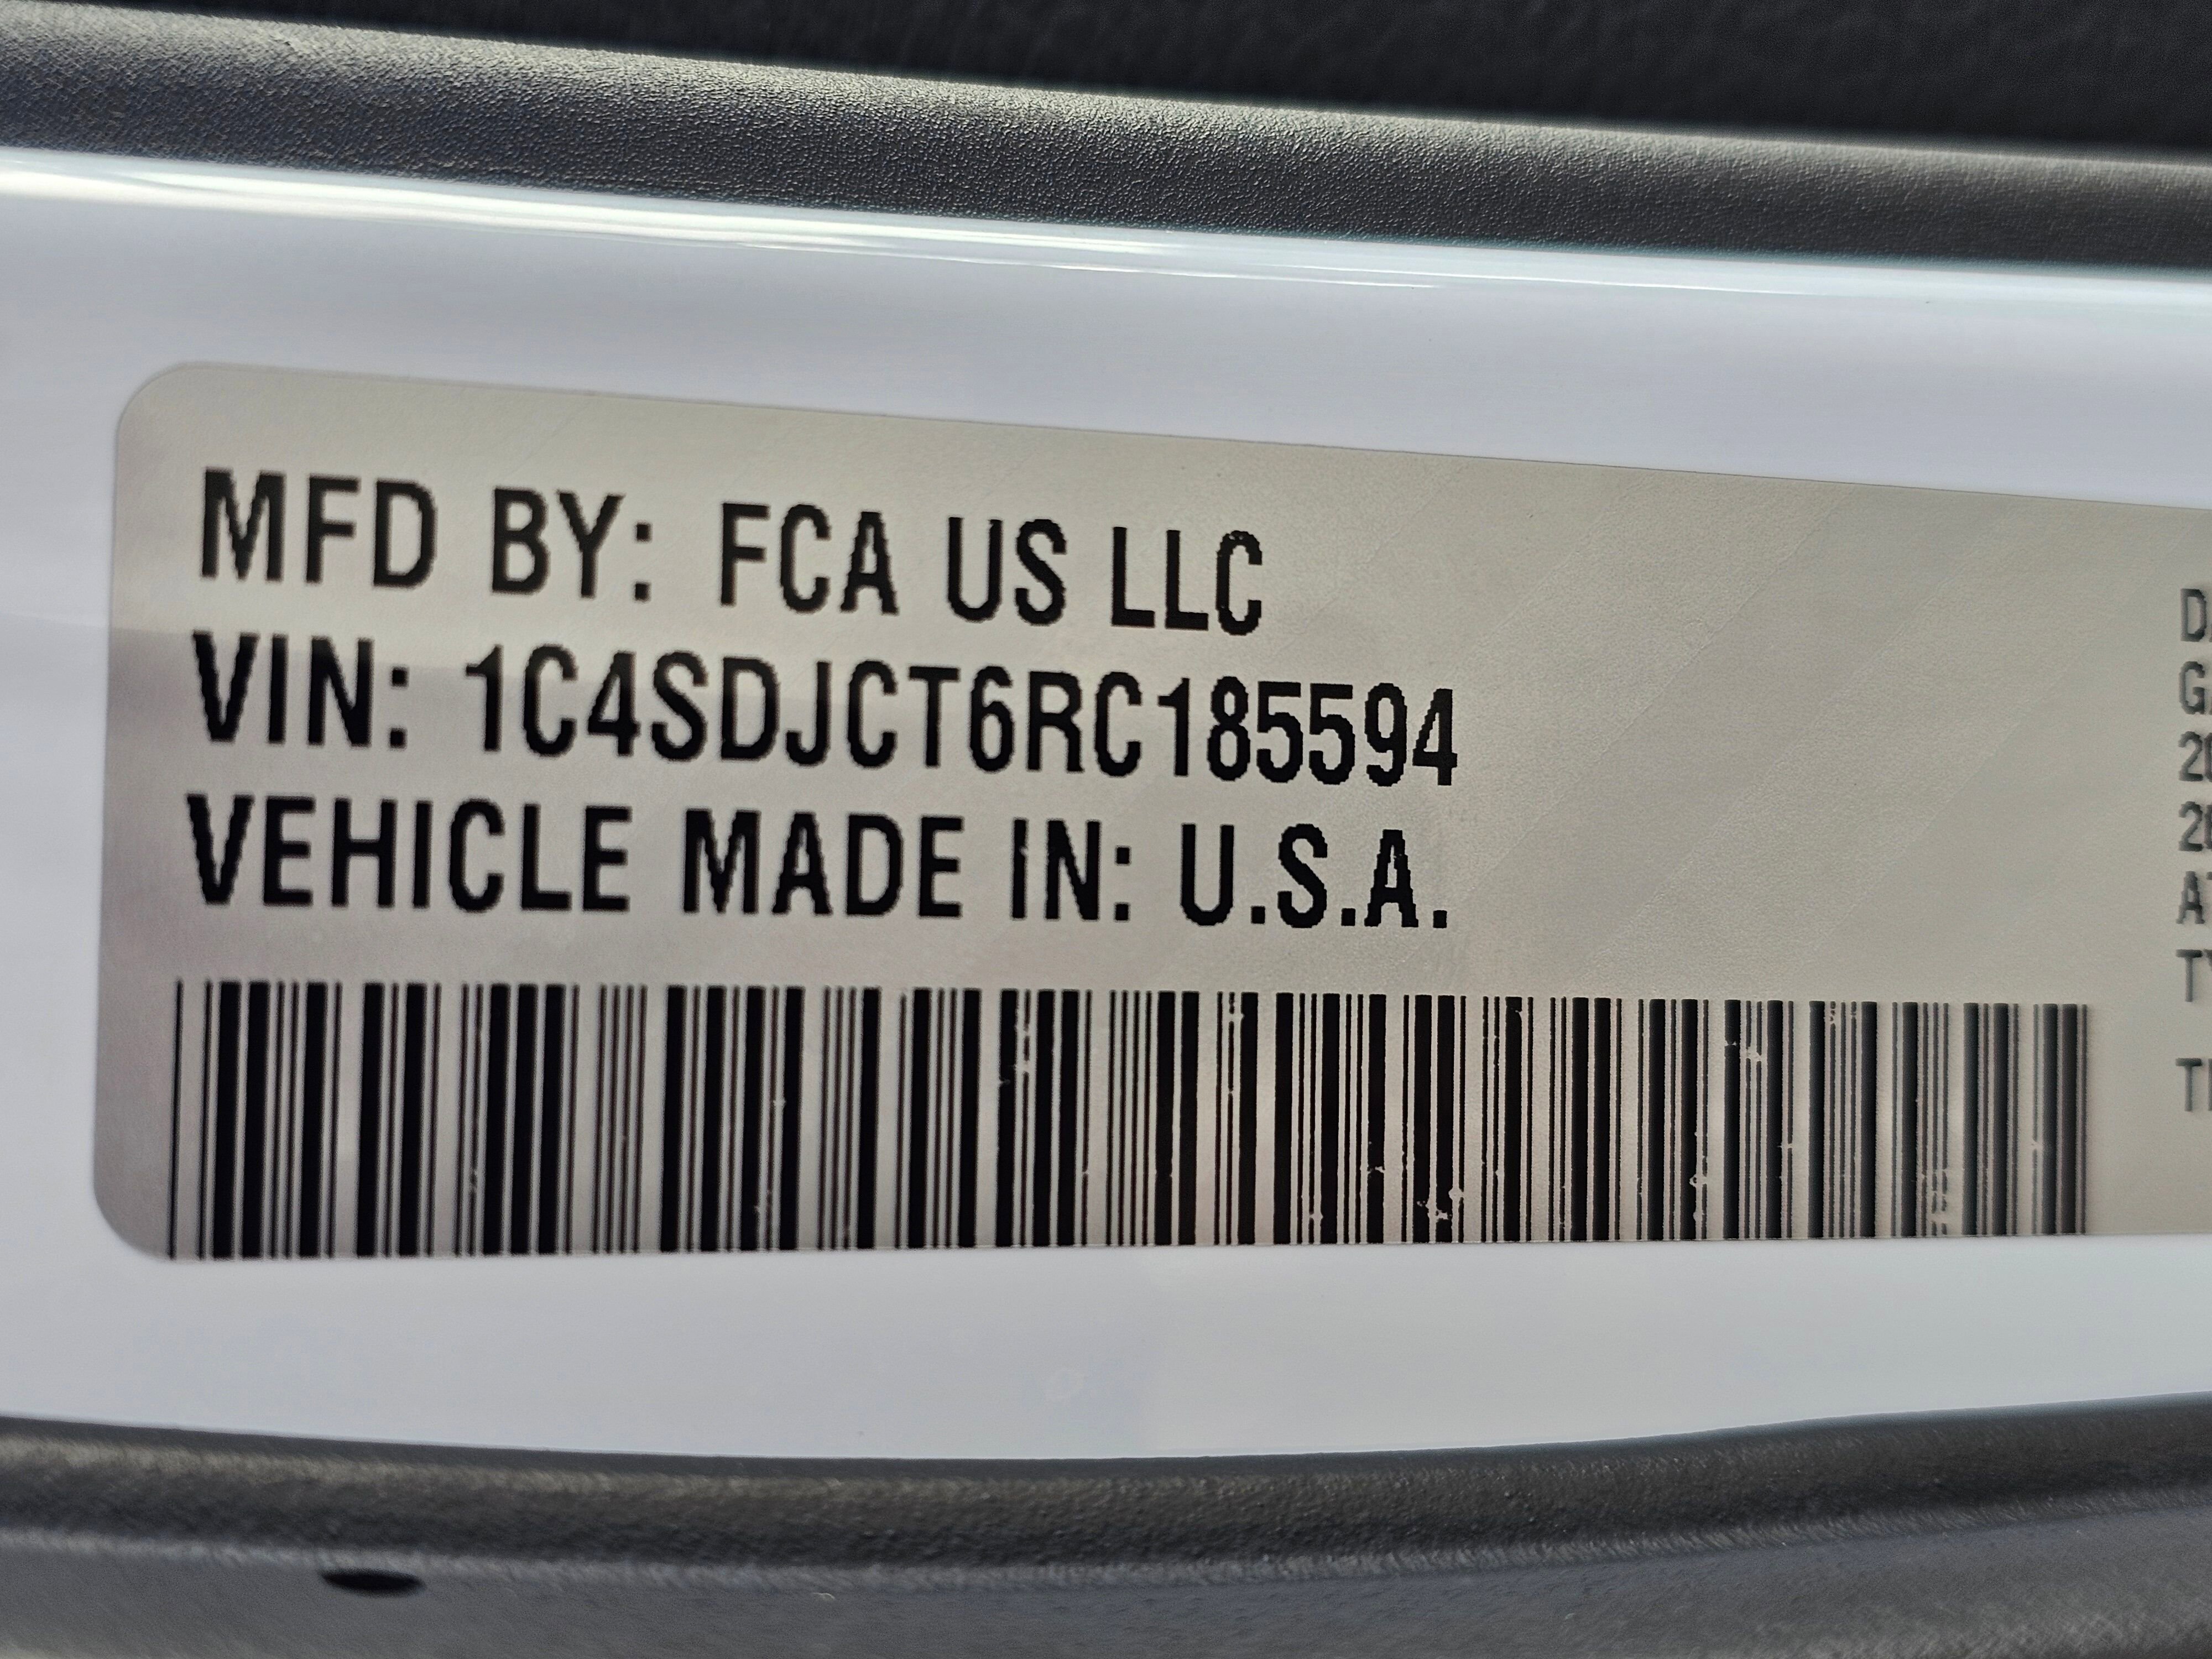 MFD BY: FCA US LLC
VIN: 1C4SDJCT6RC185594
VEHICLE MADE IN: U.S.A.